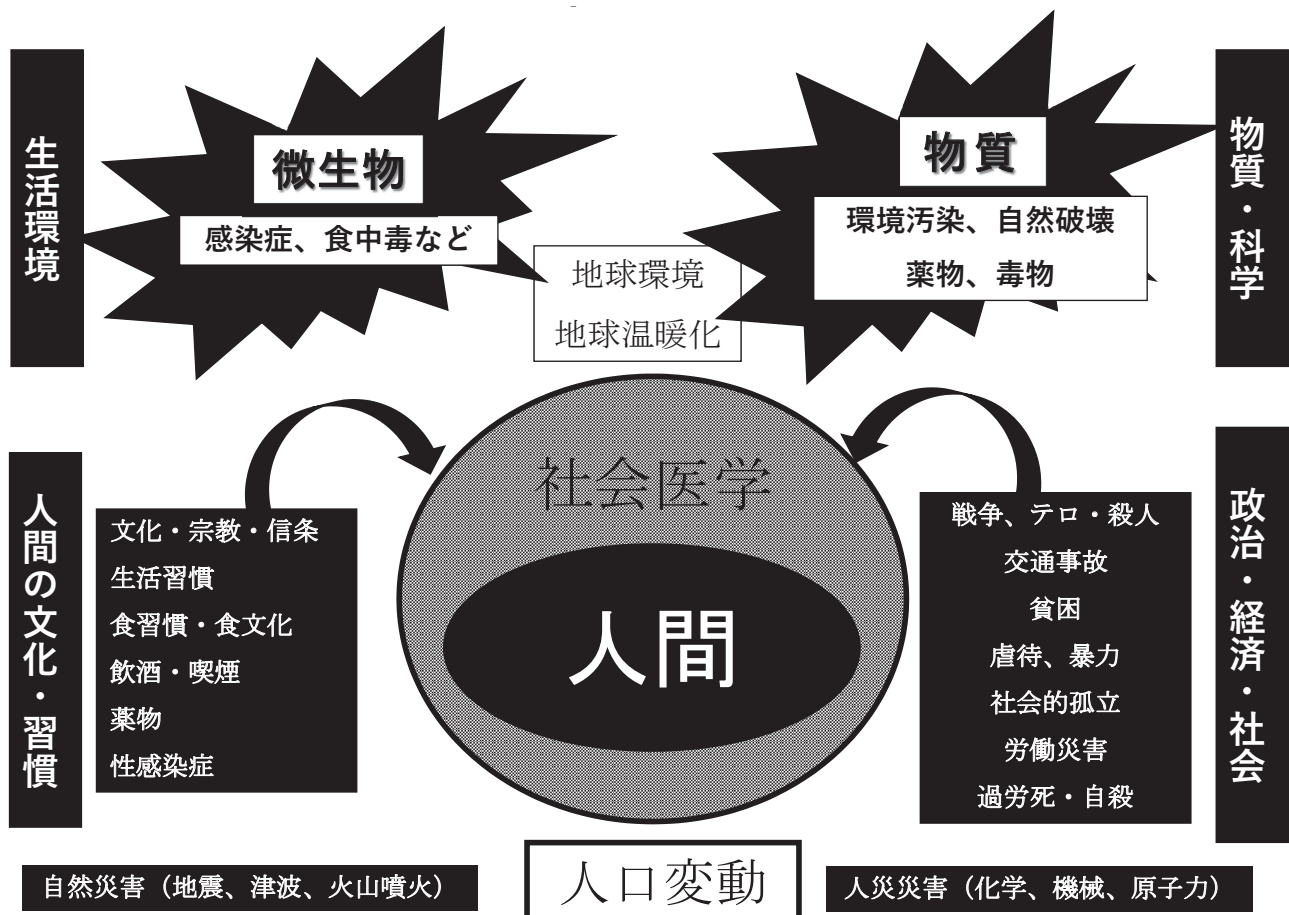 生活環境
微生物
感染症、食中毒など
物質
環境汚染、自然破壊
薬物、毒物
物質・科学
地球環境
地球温暖化
人間の文化・習慣
文化・宗教・信条
生活習慣
食習慣・食文化
飲酒・喫煙
薬物
性感染症
社会医学
人間
戦争、テロ・殺人
交通事故
貧困
虐待、暴力
社会的孤立
労働災害
過労死・自殺
政治・経済・社会
自然災害（地震、津波、火山噴火）
人口変動
人災災害（化学、機械、原子力）